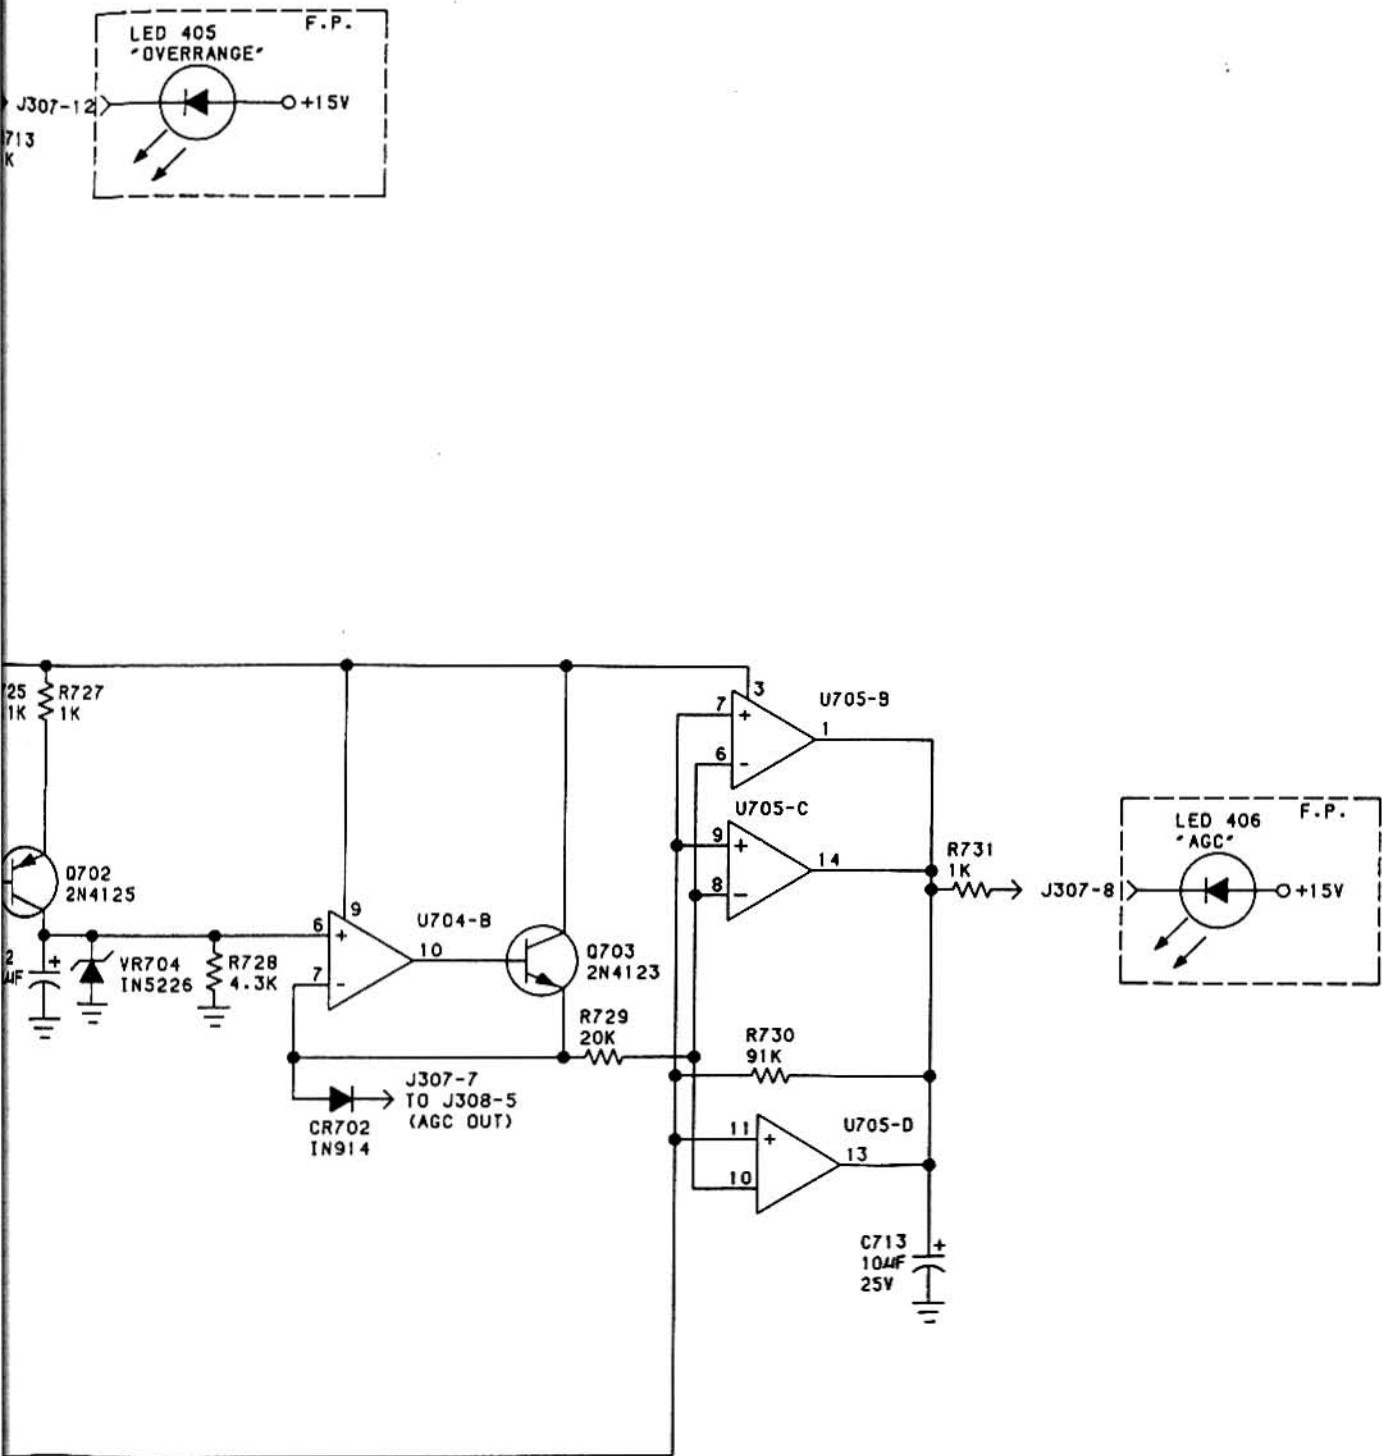 F.P.
LED 405
"OVERRANGE"
J307-12
+15V
713
K
25
1K
R727
1K
3
7
+
U705-B
1
6
-
U705-C
9
+
14
8
-
R731
1K
J307-8
F.P.
LED 406
"AGC"
+15V
Q702
2N4125
6
+
9
U704-B
10
7
-
Q703
2N4123
2
µF
+
VR704
IN5226
R728
4.3K
R729
20K
R730
91K
J307-7
TO J308-5
(AGC OUT)
CR702
IN914
11
+
U705-D
13
10
C713
10µF
25V
+